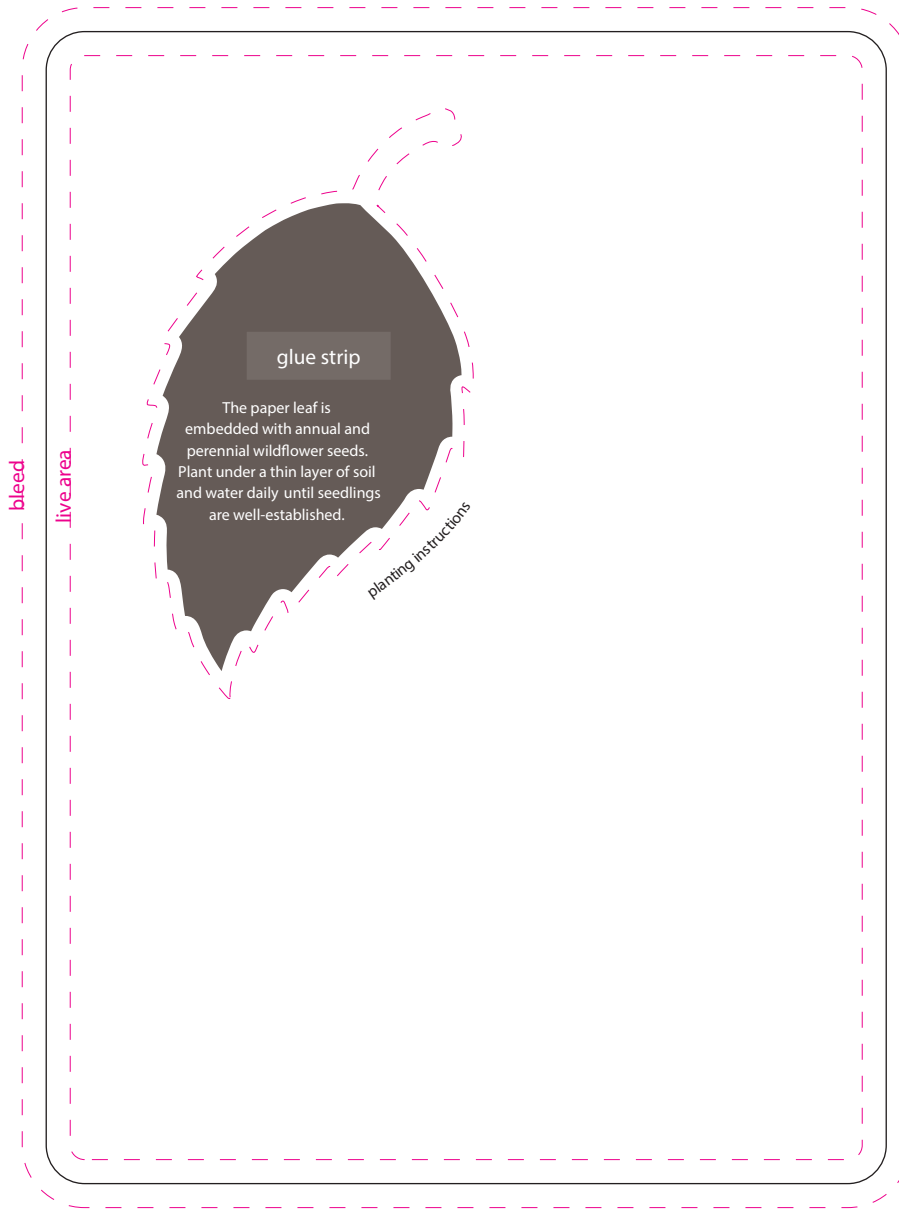 glue strip
The paper leaf is
embedded with annual and
perennial wildflower seeds.
Plant under a thin layer of soil
and water daily until seedlings
are well-established.
planting instructions
bleed
live area